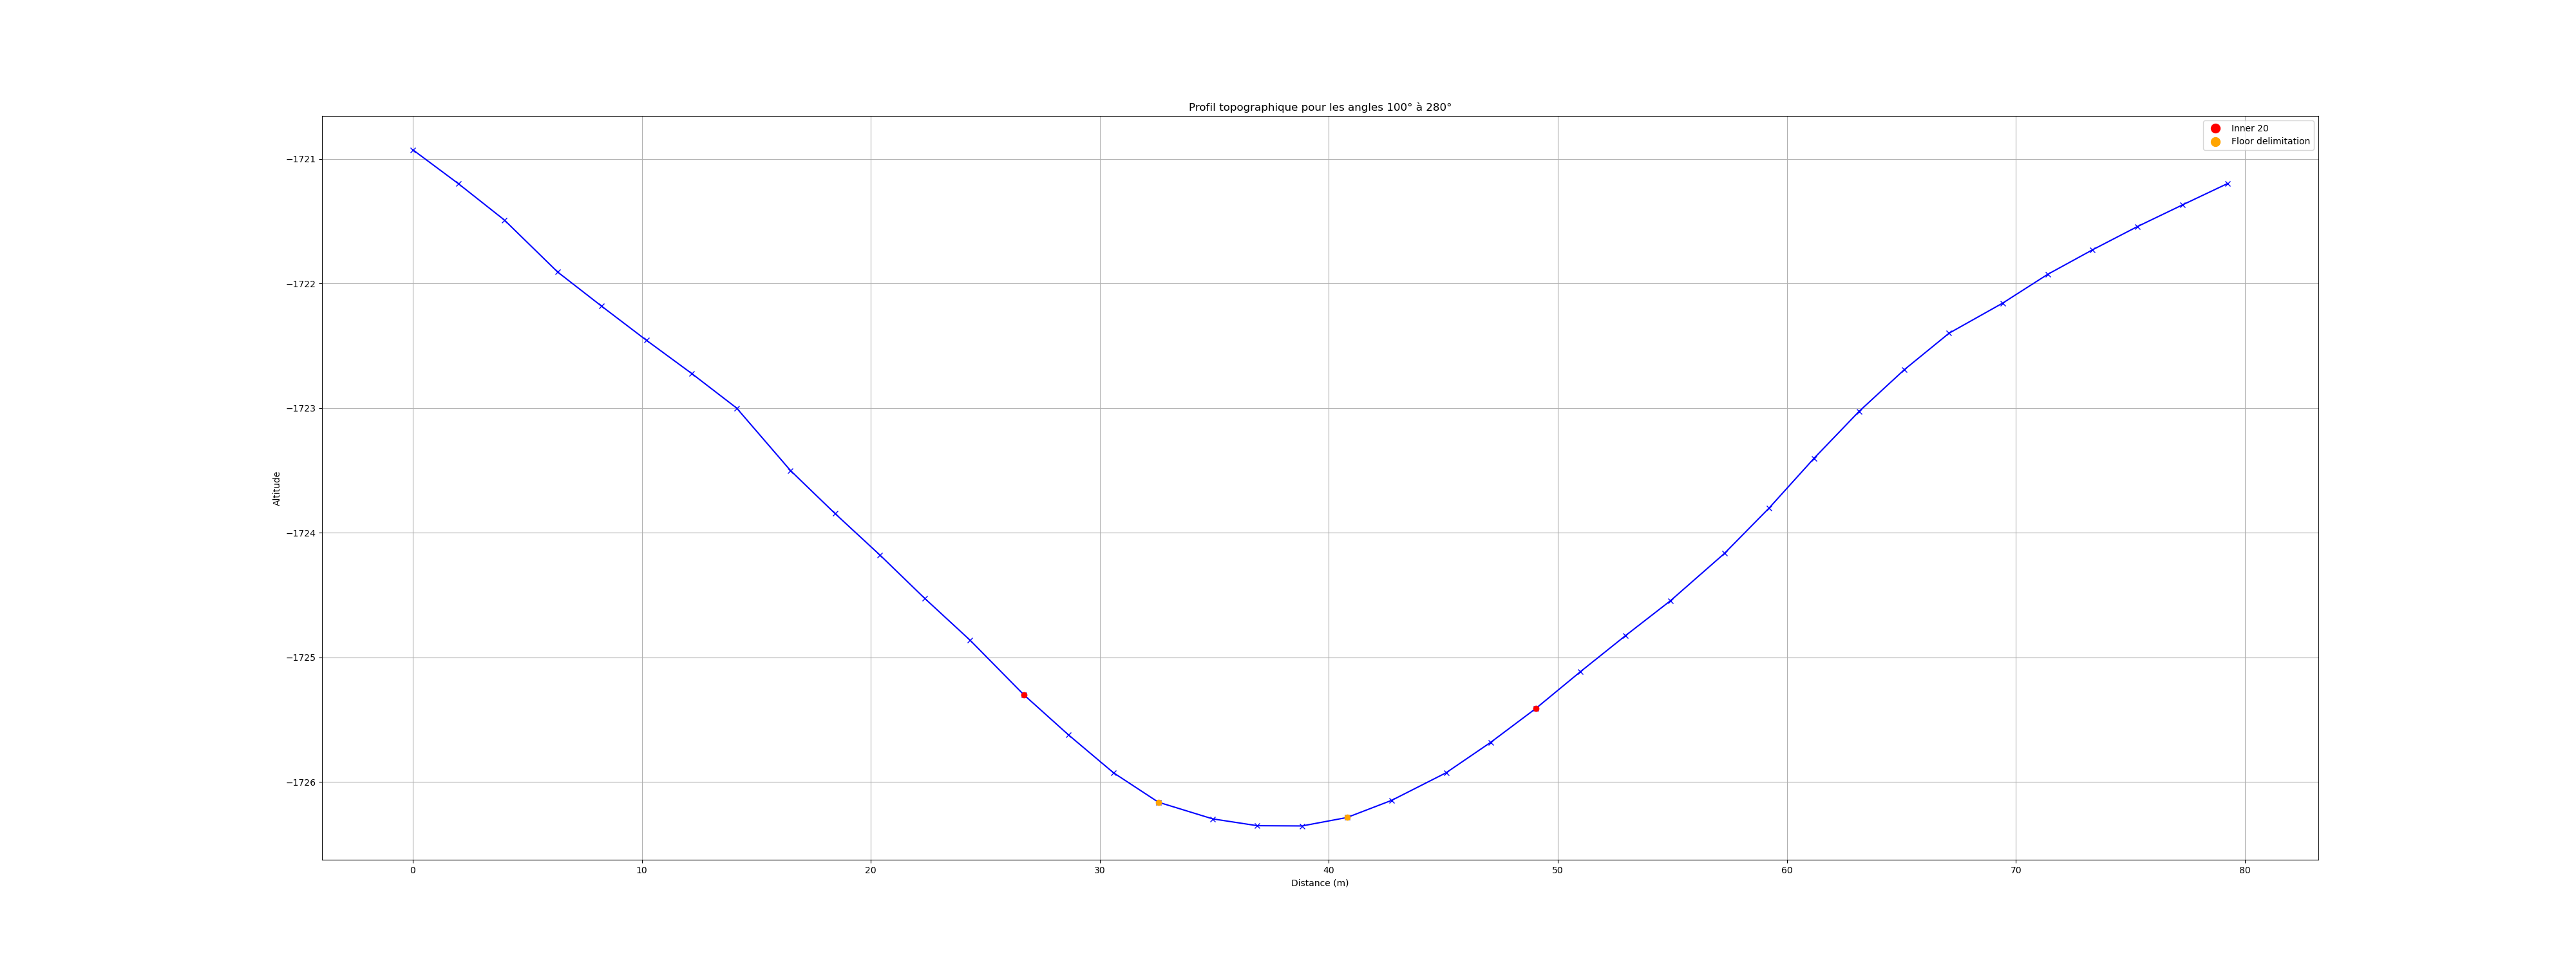 Profil topographique pour les angles 100° à 280°
Inner 20
Floor delimitation
−1721
−1722
−1723
−1724
−1725
−1726
Altitude
0 10 20 30 40 50 60 70 80
Distance (m)